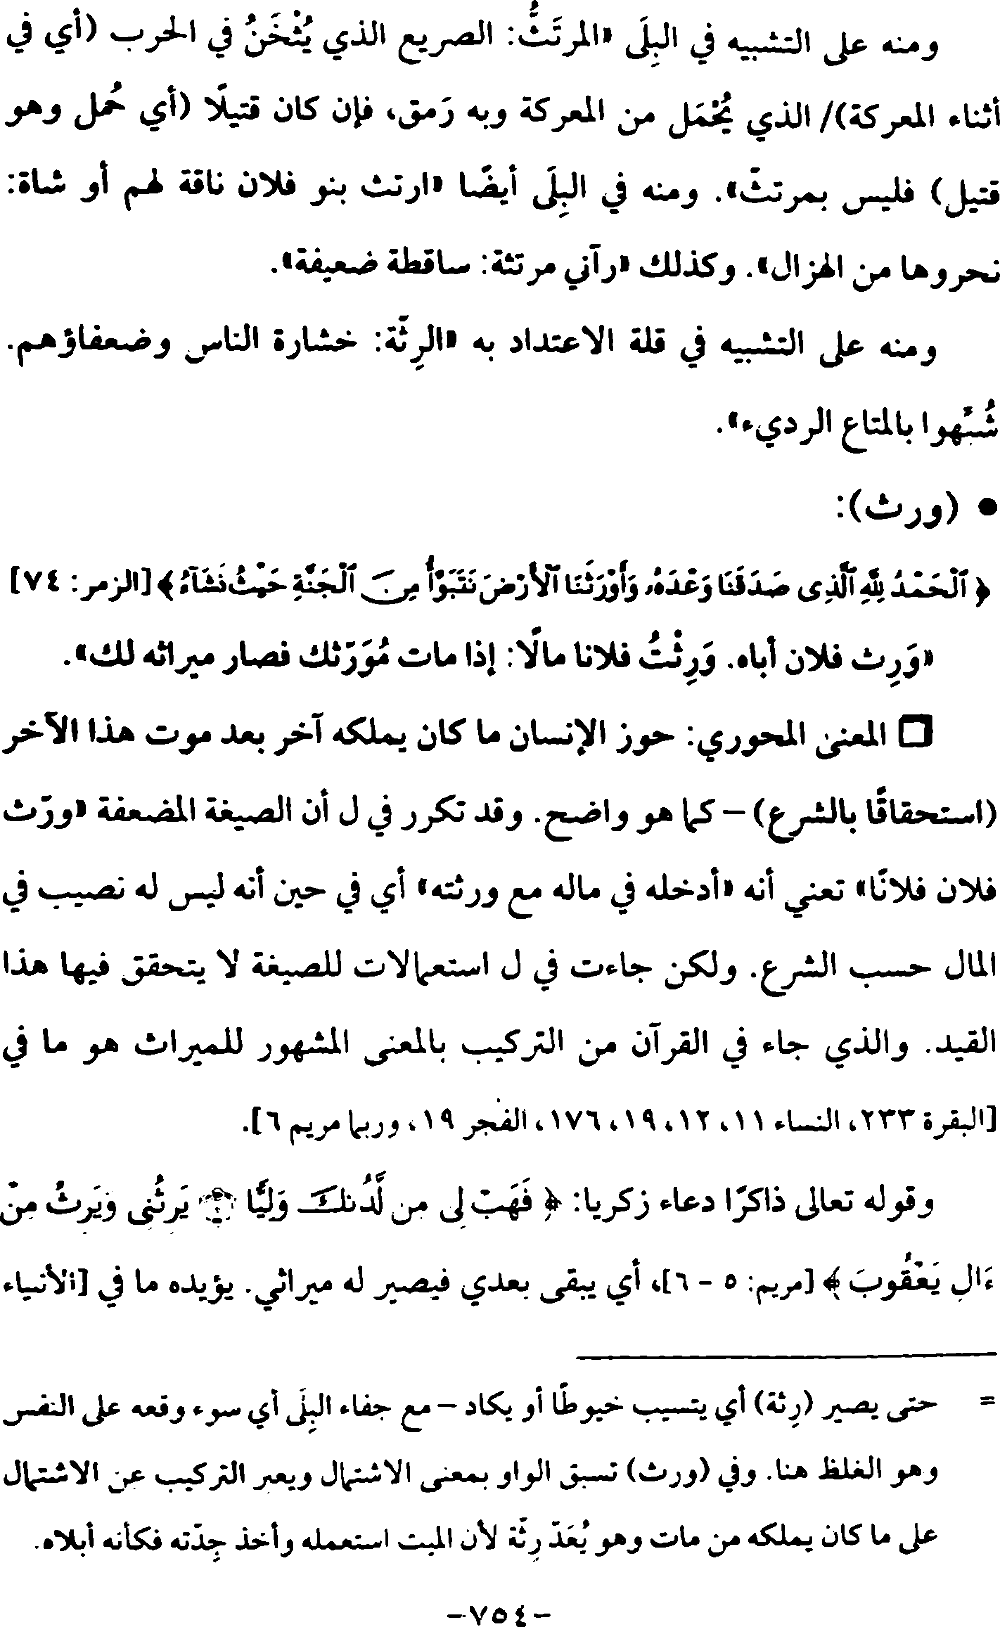 ومنه على التشبيه في البِلَى «المرتَثُّ: الصريع الذي يُثْخَنُ في الحرب (أي في
أثناء المعركة)/ الذي يُحْمَل من المعركة وبه رَمق، فإن كان قتيلًا (أي حُمل وهو
قتيل) فليس بمرتثّ». ومنه في البِلَى أيضًا «ارتث بنو فلان ناقة لهم أو شاة:
نحروها من الهزال». وكذلك «رآني مرتثة: ساقطة ضعيفة».
ومنه على التشبيه في قلة الاعتداد به «الرِثّة: خشارة الناس وضعفاؤهم.
شُبِّهوا بالمتاع الرديء».
● (ورث):
﴿ ٱلْحَمْدُ لِلَّهِ ٱلَّذِى صَدَقَنَا وَعْدَهُۥ وَأَوْرَثَنَا ٱلْأَرْضَ نَتَبَوَّأُ مِنَ ٱلْجَنَّةِ حَيْثُ نَشَآءُ ﴾ [الزمر: ٧٤]
«وَرِث فلان أباه. وَرِثْتُ فلانا مالًا: إذا مات مُوَرّثك فصار ميراثه لك».
❒ المعنى المحوري: حوز الإنسان ما كان يملكه آخر بعد موت هذا الآخر
(استحقاقًا بالشرع) – كما هو واضح. وقد تكرر في ل أن الصيغة المضعفة «ورّث
فلان فلانًا» تعني أنه «أدخله في ماله مع ورثته» أي في حين أنه ليس له نصيب في
المال حسب الشرع. ولكن جاءت في ل استعمالات للصيغة لا يتحقق فيها هذا
القيد. والذي جاء في القرآن من التركيب بالمعنى المشهور للميراث هو ما في
[البقرة ٢٣٣، النساء ١١، ١٢، ١٩، ١٧٦، الفجر ١٩، وربما مريم ٦].
وقوله تعالى ذاكرًا دعاء زكريا: ﴿ فَهَبْ لِى مِن لَّدُنكَ وَلِيًّا ۝ يَرِثُنِى وَيَرِثُ مِنْ
ءَالِ يَعْقُوبَ ﴾ [مريم: ٥ - ٦]، أي يبقى بعدي فيصير له ميراثي. يؤيده ما في [الأنبياء
= حتى يصير (رِثة) أي يتسيب خيوطًا أو يكاد – مع جفاء البِلَى أي سوء وقعه على النفس
وهو الغلظ هنا. وفي (ورث) تسبق الواو بمعنى الاشتمال ويعبر التركيب عن الاشتمال
على ما كان يملكه من مات وهو يُعَدّ رِثّة لأن الميت استعمله وأخذ جِدّته فكأنه أبلاه.
-٧٥٤-